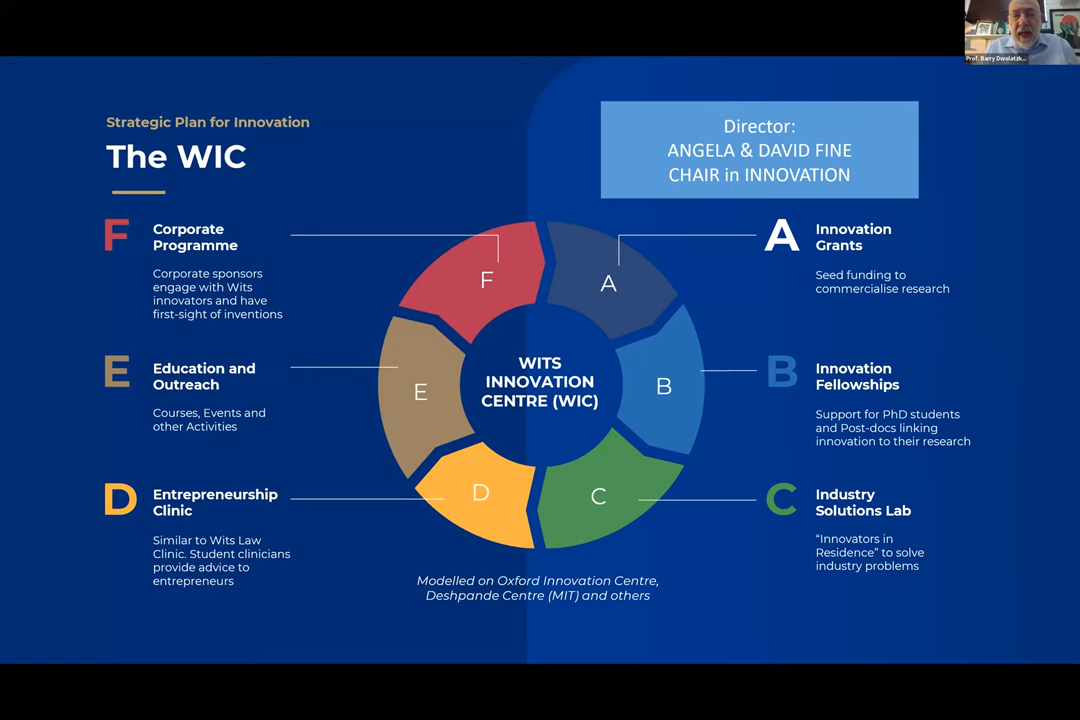 Prof. Barry Dwolatzk...
Strategic Plan for Innovation
The WIC
Director:
ANGELA & DAVID FINE
CHAIR in INNOVATION
F
Corporate
Programme
Corporate sponsors
engage with Wits
innovators and have
first-sight of inventions
E
Education and
Outreach
Courses, Events and
other Activities
D
Entrepreneurship
Clinic
Similar to Wits Law
Clinic. Student clinicians
provide advice to
entrepreneurs
F
A
E
B
D
C
WITS
INNOVATION
CENTRE (WIC)
Modelled on Oxford Innovation Centre,
Deshpande Centre (MIT) and others
A
Innovation
Grants
Seed funding to
commercialise research
B
Innovation
Fellowships
Support for PhD students
and Post-docs linking
innovation to their research
C
Industry
Solutions Lab
“Innovators in
Residence” to solve
industry problems